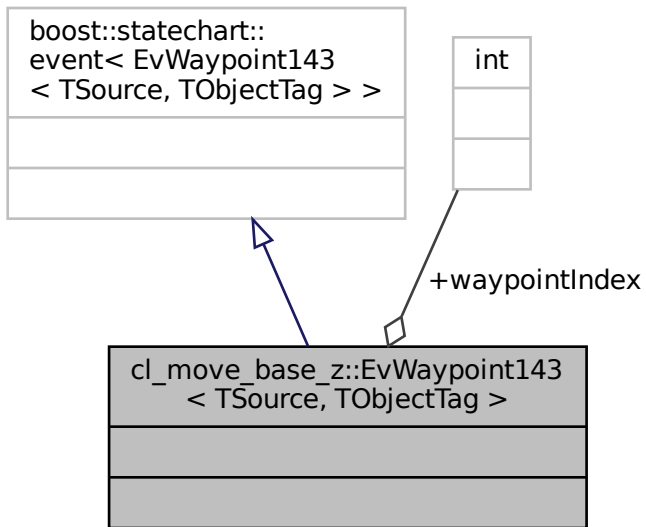 boost::statechart::
event< EvWaypoint143
< TSource, TObjectTag > >
int
+waypointIndex
cl_move_base_z::EvWaypoint143
< TSource, TObjectTag >